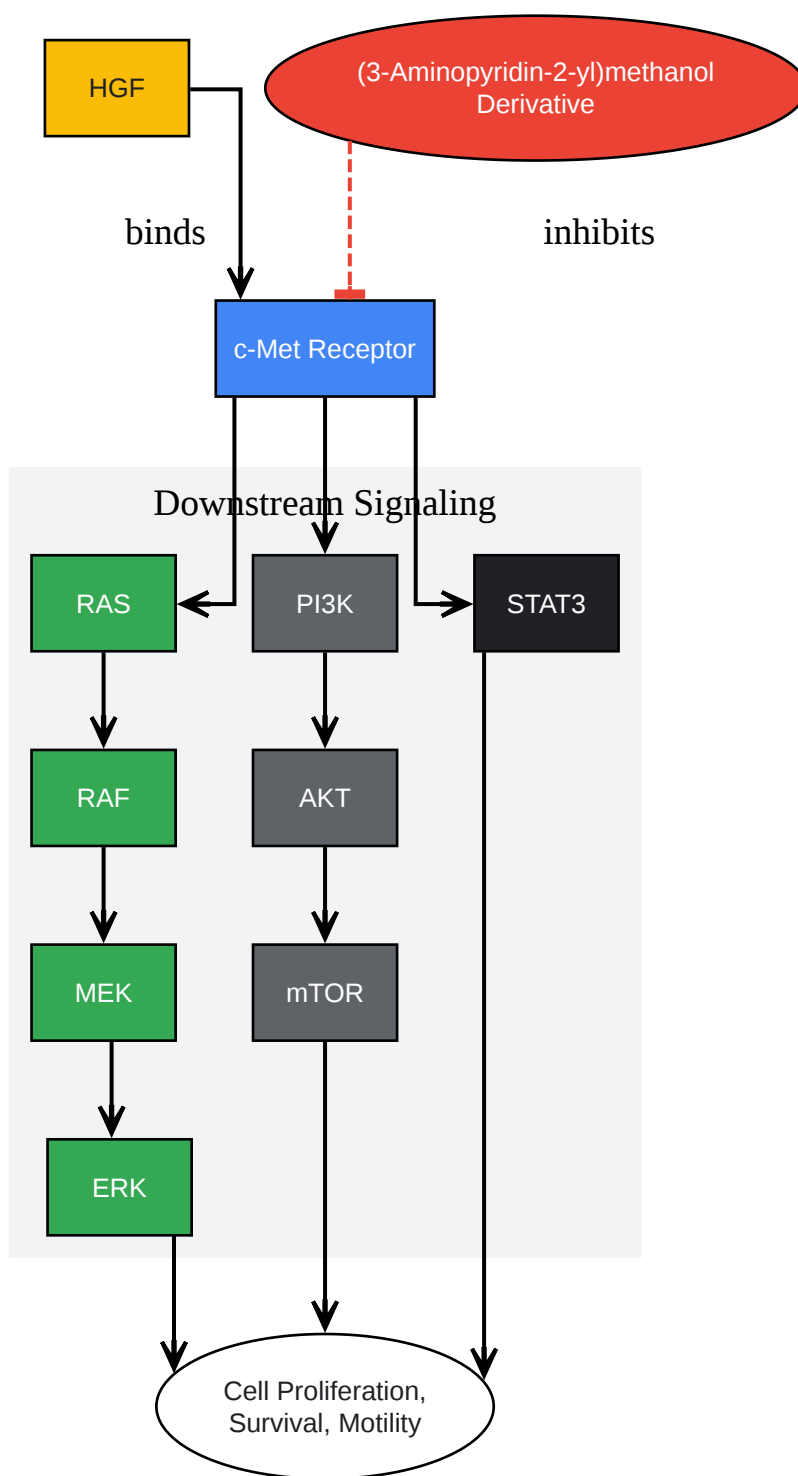 HGF
(3-Aminopyridin-2-yl)methanol
Derivative
binds
inhibits
c-Met Receptor
Downstream Signaling
RAS
PI3K
STAT3
RAF
AKT
MEK
mTOR
ERK
Cell Proliferation,
Survival, Motility